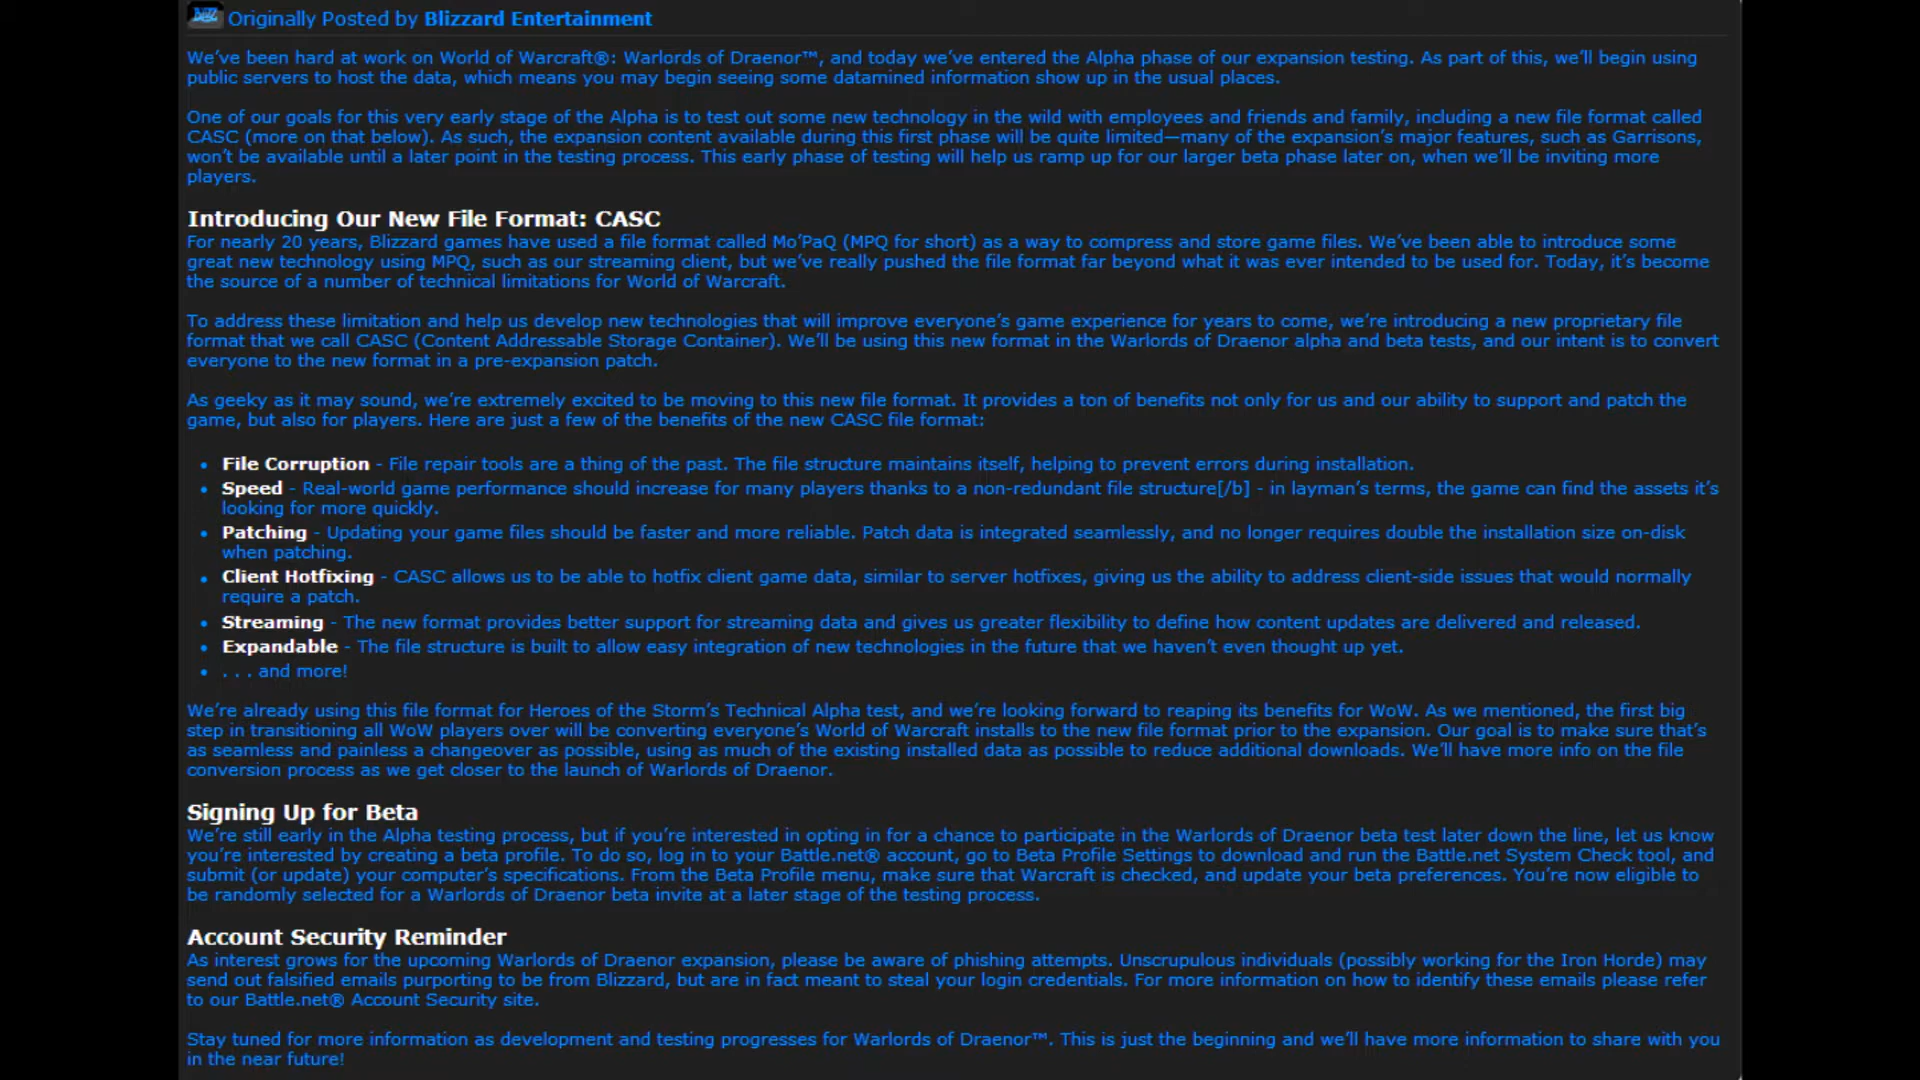 Originally Posted by Blizzard Entertainment
We've been hard at work on World of Warcraft®: Warlords of Draenor™, and today we've entered the Alpha phase of our expansion testing. As part of this, we'll begin using
public servers to host the data, which means you may begin seeing some datamined information show up in the usual places.
One of our goals for this very early stage of the Alpha is to test out some new technology in the wild with employees and friends and family, including a new file format called
CASC (more on that below). As such, the expansion content available during this first phase will be quite limited—many of the expansion's major features, such as Garrisons,
won't be available until a later point in the testing process. This early phase of testing will help us ramp up for our larger beta phase later on, when we'll be inviting more
players.
Introducing Our New File Format: CASC
For nearly 20 years, Blizzard games have used a file format called Mo'PaQ (MPQ for short) as a way to compress and store game files. We've been able to introduce some
great new technology using MPQ, such as our streaming client, but we've really pushed the file format far beyond what it was ever intended to be used for. Today, it's become
the source of a number of technical limitations for World of Warcraft.
To address these limitation and help us develop new technologies that will improve everyone's game experience for years to come, we're introducing a new proprietary file
format that we call CASC (Content Addressable Storage Container). We'll be using this new format in the Warlords of Draenor alpha and beta tests, and our intent is to convert
everyone to the new format in a pre-expansion patch.
As geeky as it may sound, we're extremely excited to be moving to this new file format. It provides a ton of benefits not only for us and our ability to support and patch the
game, but also for players. Here are just a few of the benefits of the new CASC file format:
• File Corruption - File repair tools are a thing of the past. The file structure maintains itself, helping to prevent errors during installation.
• Speed - Real-world game performance should increase for many players thanks to a non-redundant file structure[/b] - in layman's terms, the game can find the assets it's
looking for more quickly.
• Patching - Updating your game files should be faster and more reliable. Patch data is integrated seamlessly, and no longer requires double the installation size on-disk
when patching.
• Client Hotfixing - CASC allows us to be able to hotfix client game data, similar to server hotfixes, giving us the ability to address client-side issues that would normally
require a patch.
• Streaming - The new format provides better support for streaming data and gives us greater flexibility to define how content updates are delivered and released.
• Expandable - The file structure is built to allow easy integration of new technologies in the future that we haven't even thought up yet.
• . . . and more!
We're already using this file format for Heroes of the Storm's Technical Alpha test, and we're looking forward to reaping its benefits for WoW. As we mentioned, the first big
step in transitioning all WoW players over will be converting everyone's World of Warcraft installs to the new file format prior to the expansion. Our goal is to make sure that's
as seamless and painless a changeover as possible, using as much of the existing installed data as possible to reduce additional downloads. We'll have more info on the file
conversion process as we get closer to the launch of Warlords of Draenor.
Signing Up for Beta
We're still early in the Alpha testing process, but if you're interested in opting in for a chance to participate in the Warlords of Draenor beta test later down the line, let us know
you're interested by creating a beta profile. To do so, log in to your Battle.net® account, go to Beta Profile Settings to download and run the Battle.net System Check tool, and
submit (or update) your computer's specifications. From the Beta Profile menu, make sure that Warcraft is checked, and update your beta preferences. You're now eligible to
be randomly selected for a Warlords of Draenor beta invite at a later stage of the testing process.
Account Security Reminder
As interest grows for the upcoming Warlords of Draenor expansion, please be aware of phishing attempts. Unscrupulous individuals (possibly working for the Iron Horde) may
send out falsified emails purporting to be from Blizzard, but are in fact meant to steal your login credentials. For more information on how to identify these emails please refer
to our Battle.net® Account Security site.
Stay tuned for more information as development and testing progresses for Warlords of Draenor™. This is just the beginning and we'll have more information to share with you
in the near future!